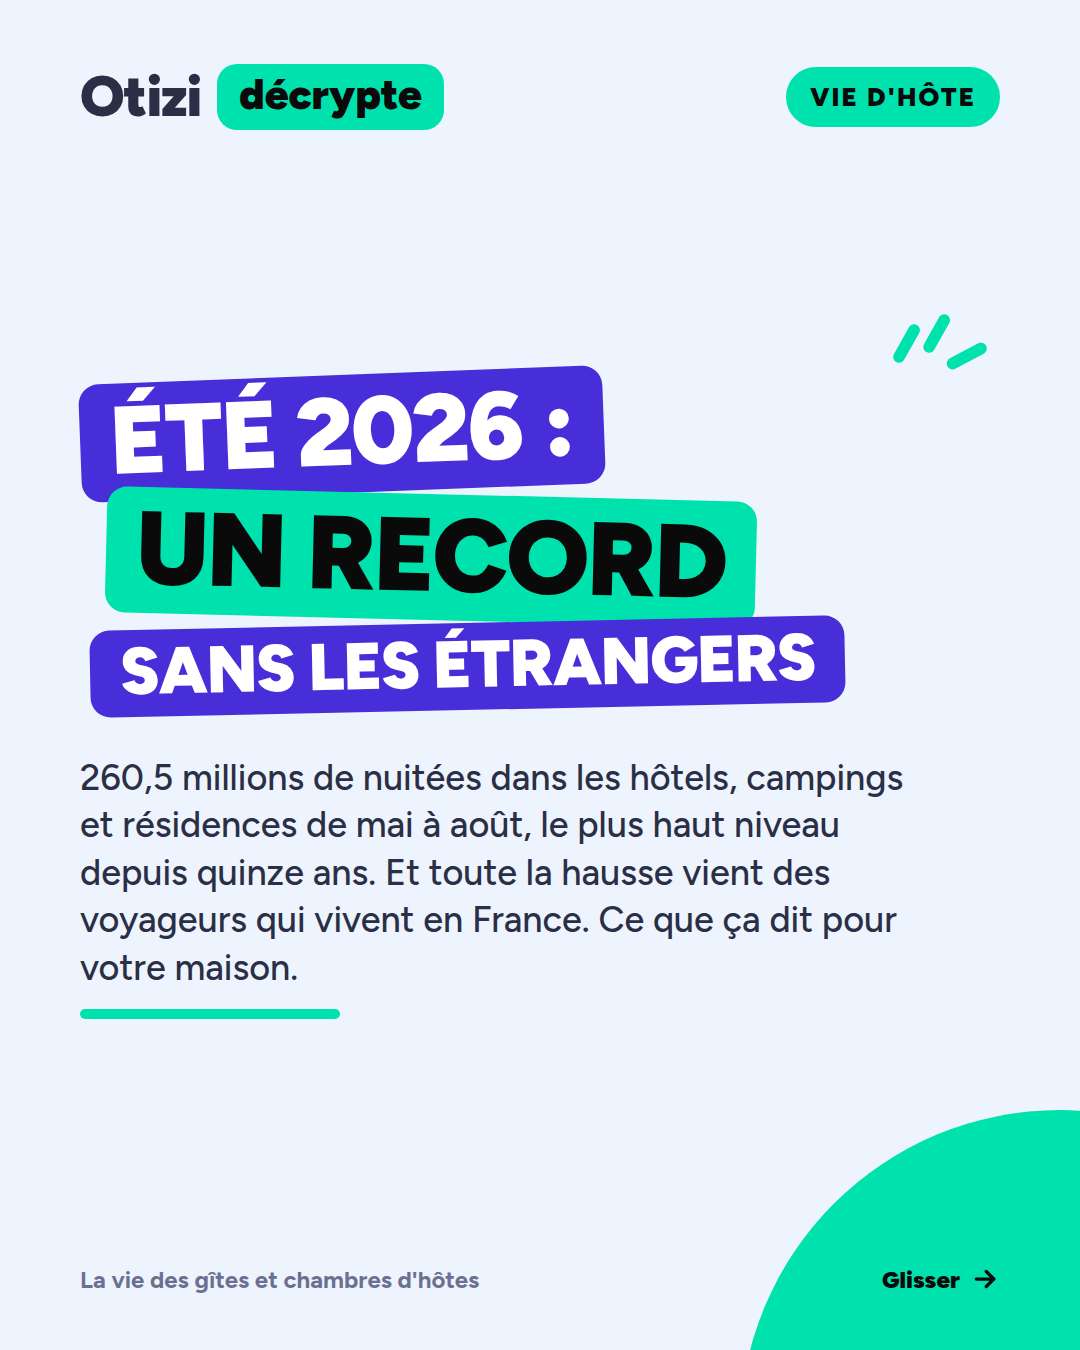 Otizi décrypte
VIE D'HÔTE
ÉTÉ 2026 :
UN RECORD
SANS LES ÉTRANGERS
260,5 millions de nuitées dans les hôtels, campings
et résidences de mai à août, le plus haut niveau
depuis quinze ans. Et toute la hausse vient des
voyageurs qui vivent en France. Ce que ça dit pour
votre maison.
La vie des gîtes et chambres d'hôtes
Glisser →